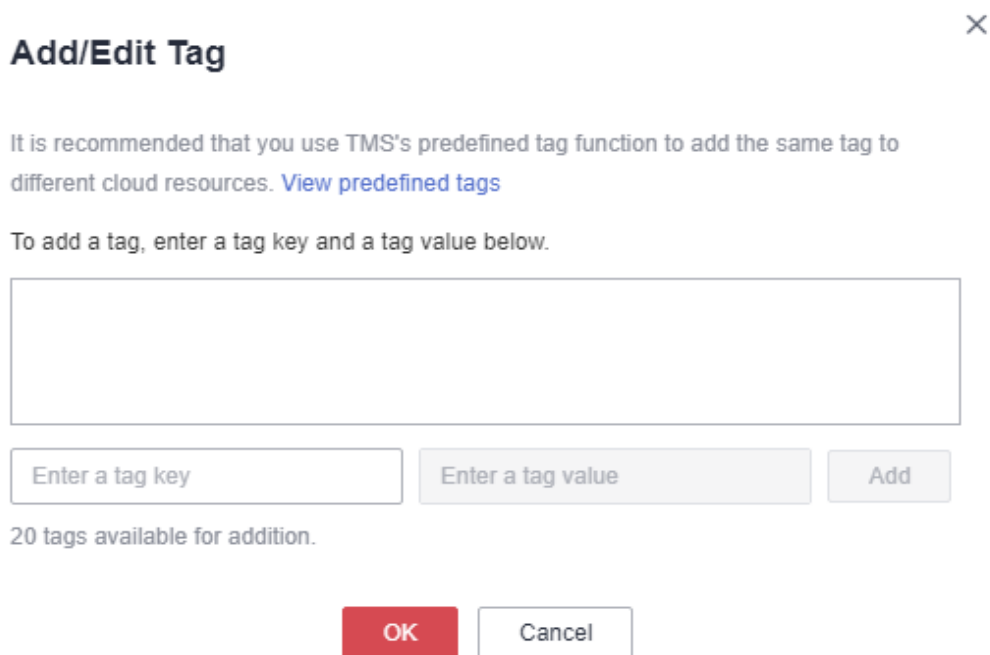 Add/Edit Tag
It is recommended that you use TMS's predefined tag function to add the same tag to
different cloud resources. View predefined tags
To add a tag, enter a tag key and a tag value below.
Enter a tag key Enter a tag value Add
20 tags available for addition.
OK Cancel